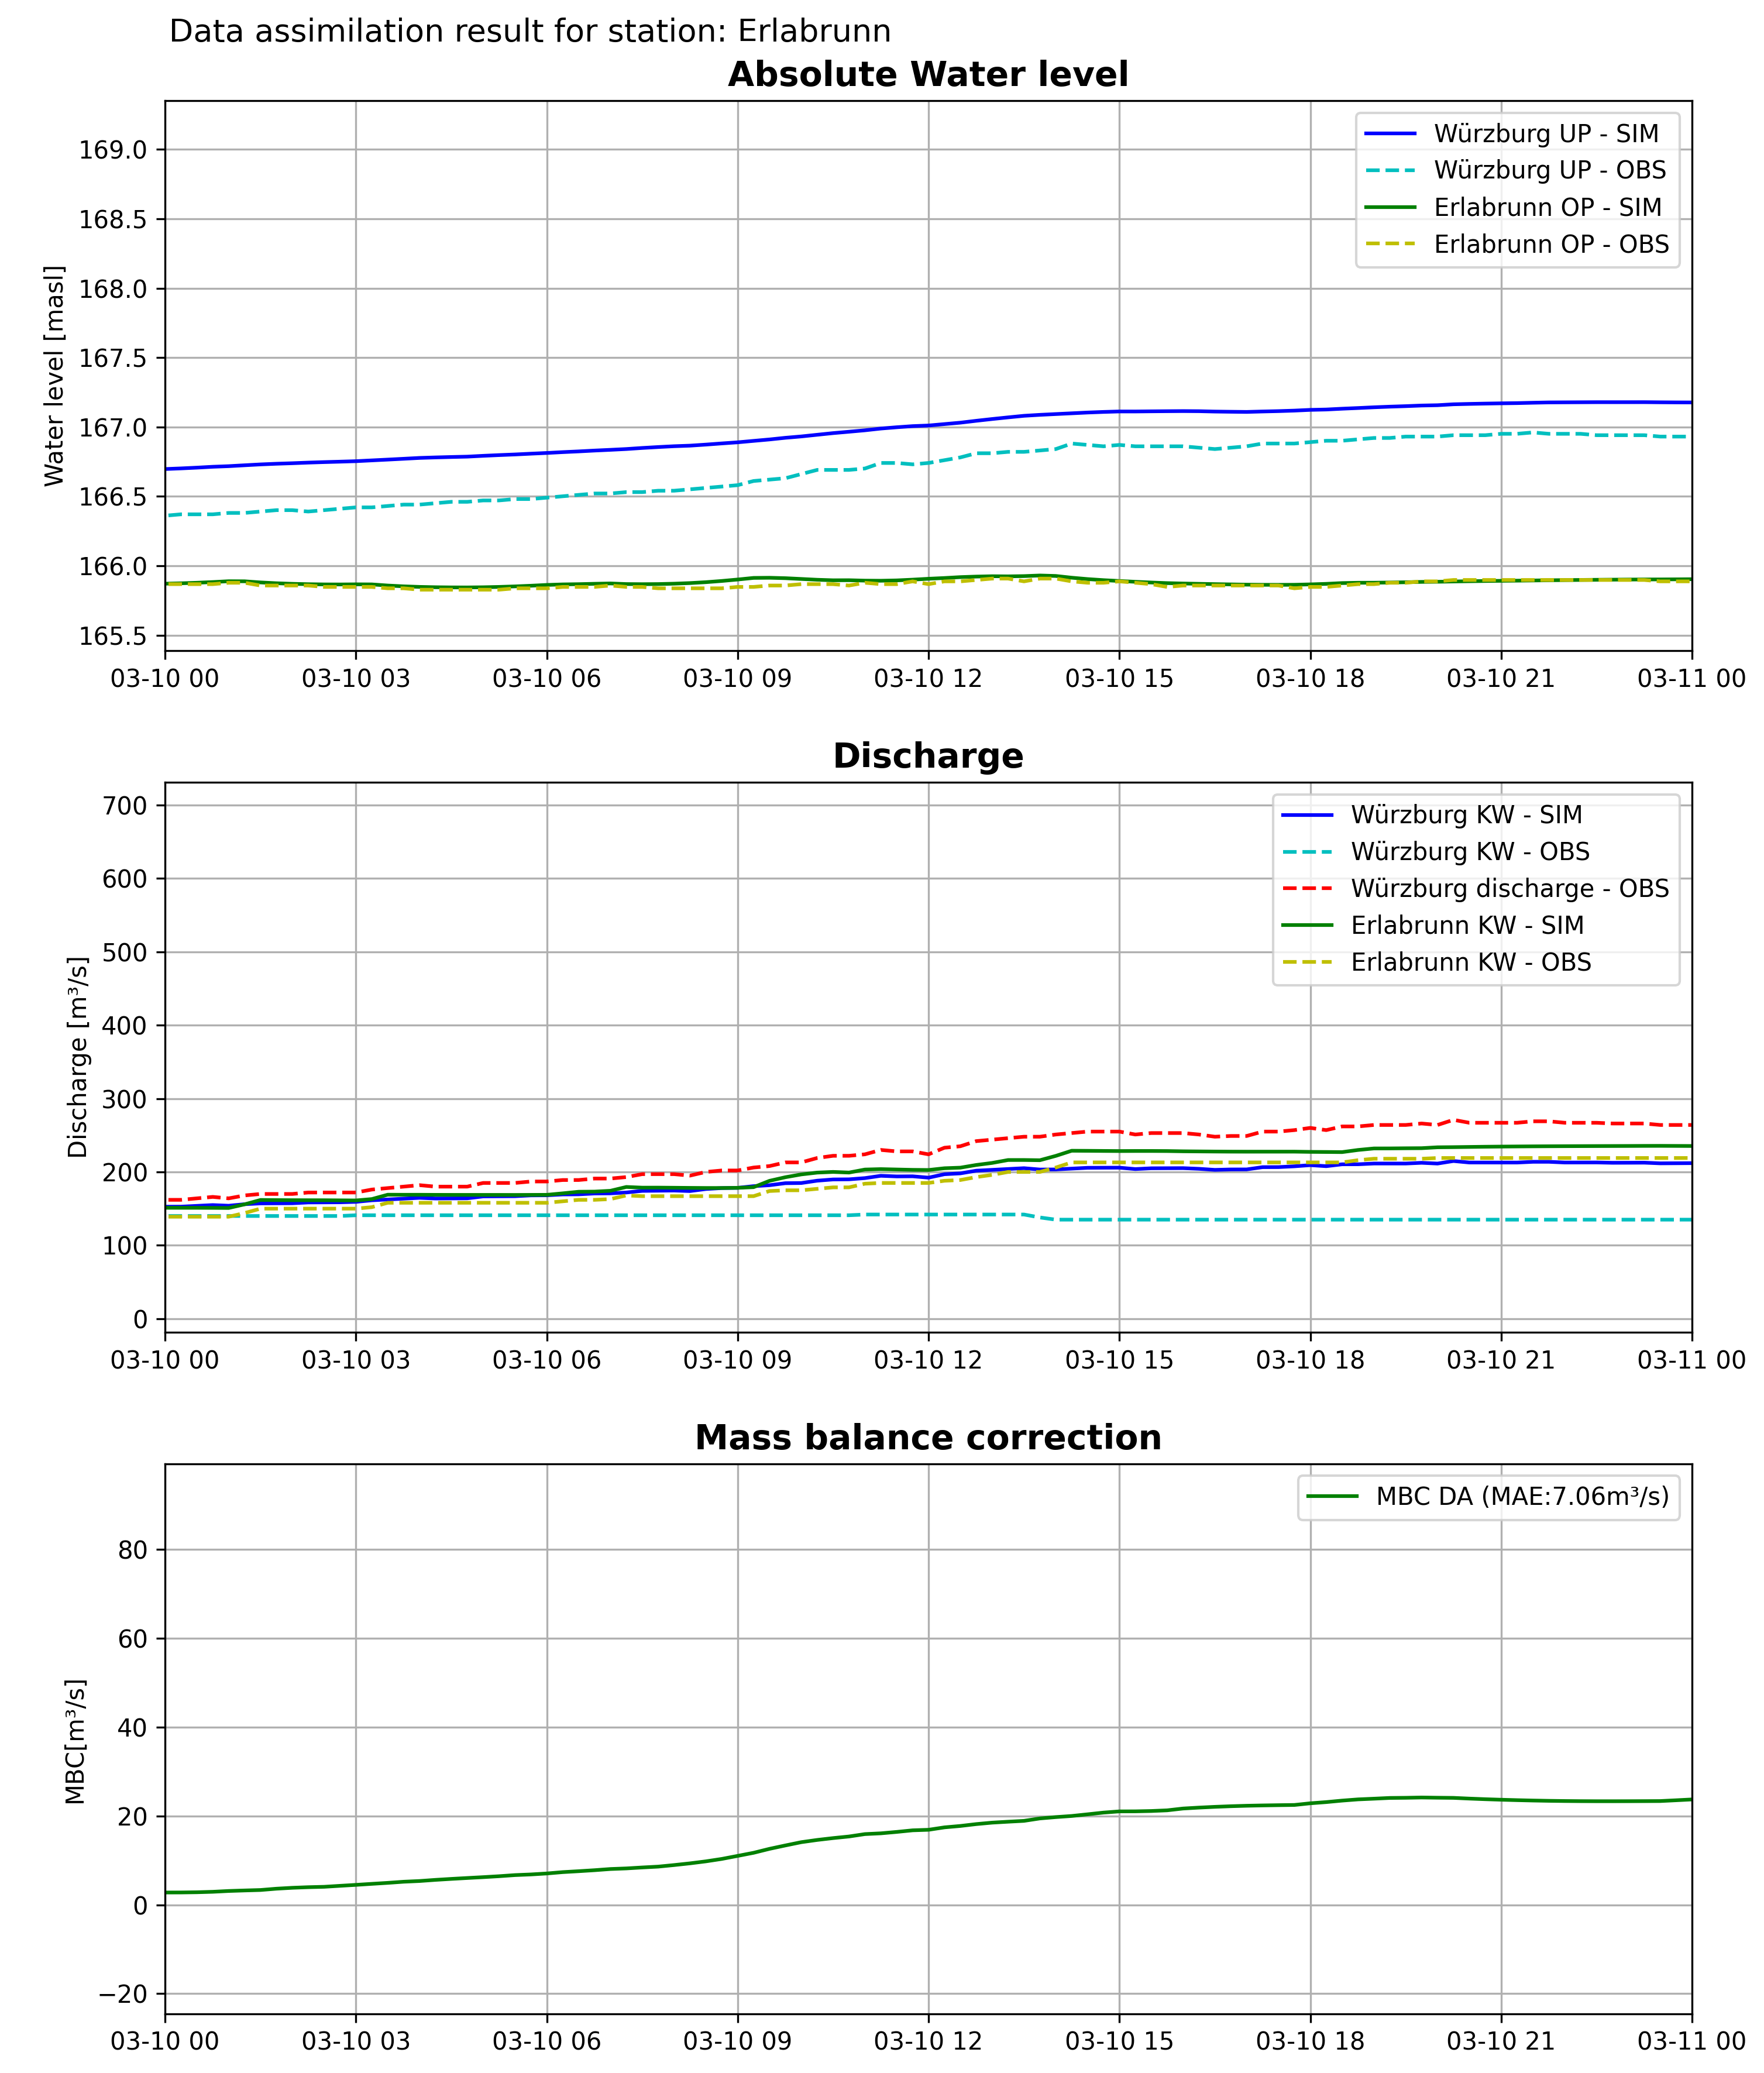 Data assimilation result for station: Erlabrunn
Absolute Water level
Water level [masl]
169.0
168.5
168.0
167.5
167.0
166.5
166.0
165.5
Würzburg UP - SIM
Würzburg UP - OBS
Erlabrunn OP - SIM
Erlabrunn OP - OBS
03-10 00 03-10 03 03-10 06 03-10 09 03-10 12 03-10 15 03-10 18 03-10 21 03-11 00
Discharge
Discharge [m³/s]
700
600
500
400
300
200
100
0
Würzburg KW - SIM
Würzburg KW - OBS
Würzburg discharge - OBS
Erlabrunn KW - SIM
Erlabrunn KW - OBS
03-10 00 03-10 03 03-10 06 03-10 09 03-10 12 03-10 15 03-10 18 03-10 21 03-11 00
Mass balance correction
MBC[m³/s]
80
60
40
20
0
−20
MBC DA (MAE:7.06m³/s)
03-10 00 03-10 03 03-10 06 03-10 09 03-10 12 03-10 15 03-10 18 03-10 21 03-11 00